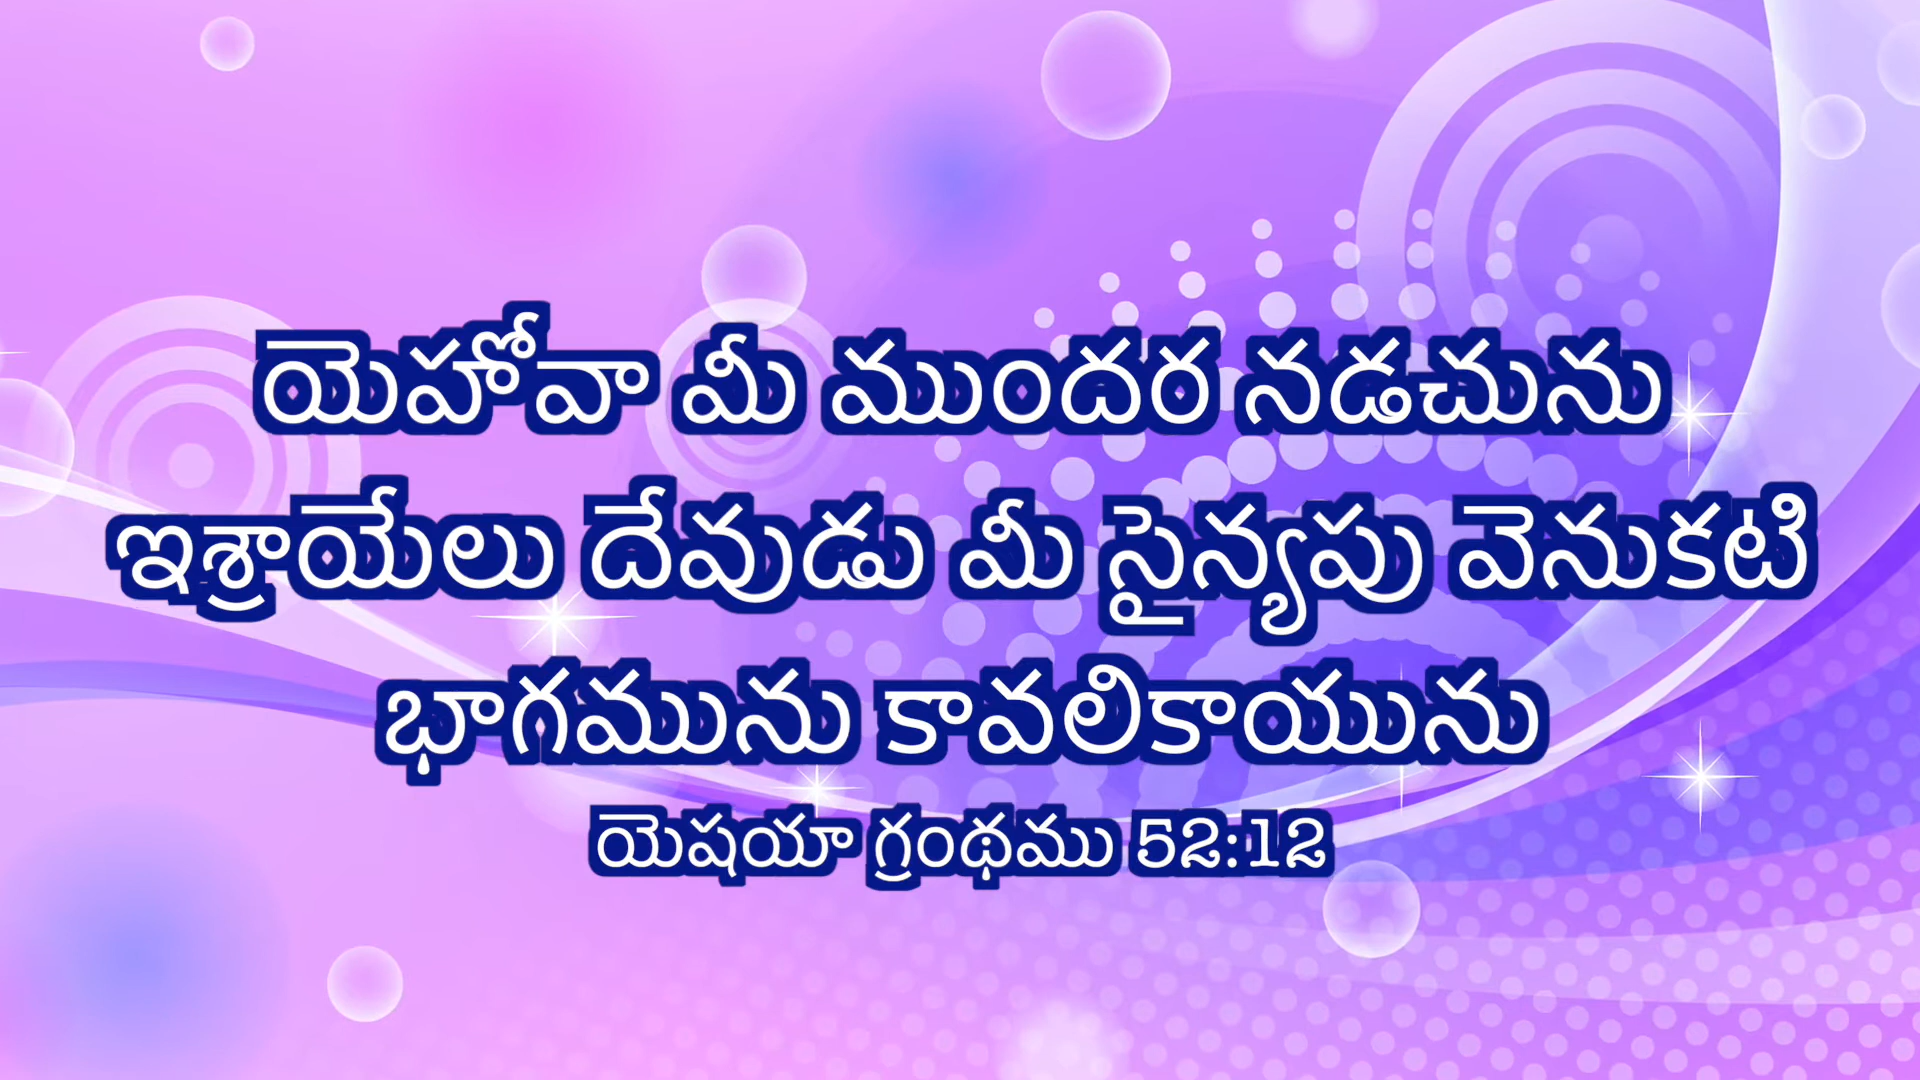 యెహోవా మీ ముందర నడచును
ఇశ్రాయేలు దేవుడు మీ సైన్యపు వెనుకటి
భాగమును కావలికాయును
యెషయా గ్రంథము 52:12